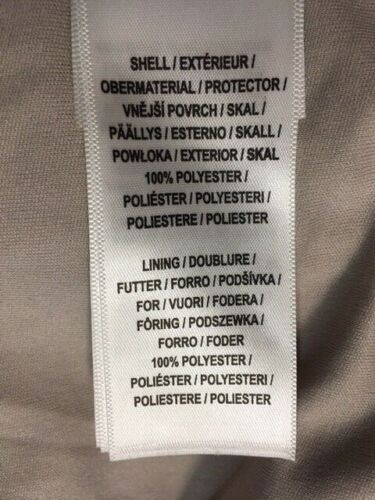 SHELL / EXTÉRIEUR /
OBERMATERIAL / PROTECTOR /
VNĚJŠÍ POVRCH / SKAL /
PÄÄLLYS / ESTERNO / SKALL /
POWŁOKA / EXTERIOR / SKAL
100% POLYESTER /
POLIÉSTER / POLYESTERI /
POLIESTERE / POLIESTER
LINING / DOUBLURE /
FUTTER / FORRO / PODŠÍVKA /
FOR / VUORI / FODERA /
FÔRING / PODSZEWKA /
FORRO / FODER
100% POLYESTER /
POLIÉSTER / POLYESTERI /
POLIESTERE / POLIESTER